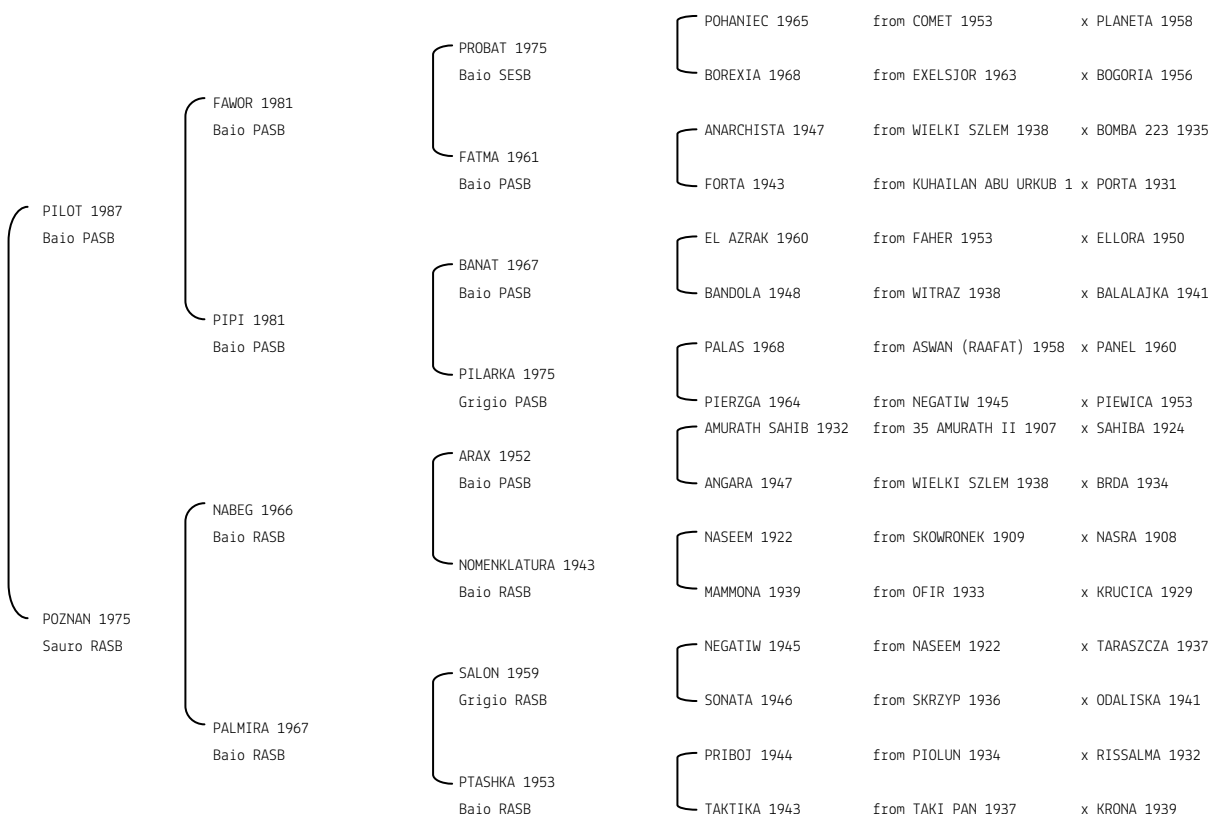 POHANIEC 1965 from COMET 1953 x PLANETA 1958
PROBAT 1975
Baio SESB
BOREXIA 1968 from EXELSJOR 1963 x BOGORIA 1956
FAWOR 1981
Baio PASB
ANARCHISTA 1947 from WIELKI SZLEM 1938 x BOMBA 223 1935
FATMA 1961
Baio PASB
FORTA 1943 from KUHAILAN ABU URKUB 1 x PORTA 1931
PILOT 1987
Baio PASB
EL AZRAK 1960 from FAHER 1953 x ELLORA 1950
BANAT 1967
Baio PASB
BANDOLA 1948 from WITRAZ 1938 x BALALAJKA 1941
PIPI 1981
Baio PASB
PALAS 1968 from ASWAN (RAAFAT) 1958 x PANEL 1960
PILARKA 1975
Grigio PASB
PIERZGA 1964 from NEGATIW 1945 x PIEWICA 1953
AMURATH SAHIB 1932 from 35 AMURATH II 1907 x SAHIBA 1924
ARAX 1952
Baio PASB
ANGARA 1947 from WIELKI SZLEM 1938 x BRDA 1934
NABEG 1966
Baio RASB
NASEEM 1922 from SKOWRONEK 1909 x NASRA 1908
NOMENKLATURA 1943
Baio RASB
MAMMONA 1939 from OFIR 1933 x KRUCICA 1929
POZNAN 1975
Sauro RASB
NEGATIW 1945 from NASEEM 1922 x TARASZCZA 1937
SALON 1959
Grigio RASB
SONATA 1946 from SKRZYP 1936 x ODALISKA 1941
PALMIRA 1967
Baio RASB
PRIBOJ 1944 from PIOLUN 1934 x RISSALMA 1932
PTASHKA 1953
Baio RASB
TAKTIKA 1943 from TAKI PAN 1937 x KRONA 1939